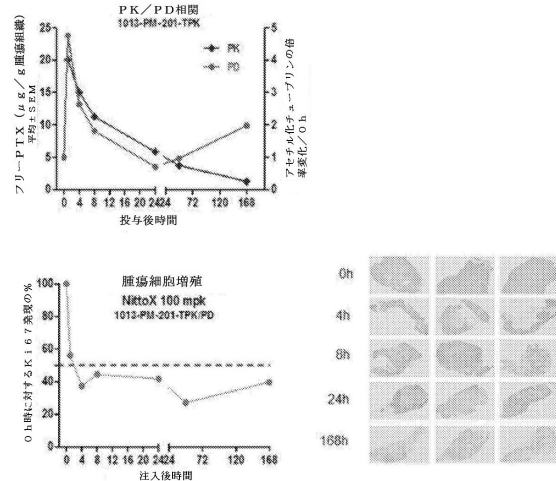 PK／PD相関
1013-PM-201-TPK
フリーPTX（μg／g腫瘍組織）
平均±SEM
25
20
15
10
5
0
PK
PD
5
4
3
2
1
0
アセチル化チューブリンの倍
率変化／0h
0 4 8 12 16 20 2424 72 120 168
投与後時間
腫瘍細胞増殖
NittoX 100 mpk
1013-PM-201-TPK/PD
0h時に対するKi67発現の%
100
80
60
40
20
0
0 4 8 12 16 20 2424 72 120 168
注入後時間
0h
4h
8h
24h
168h